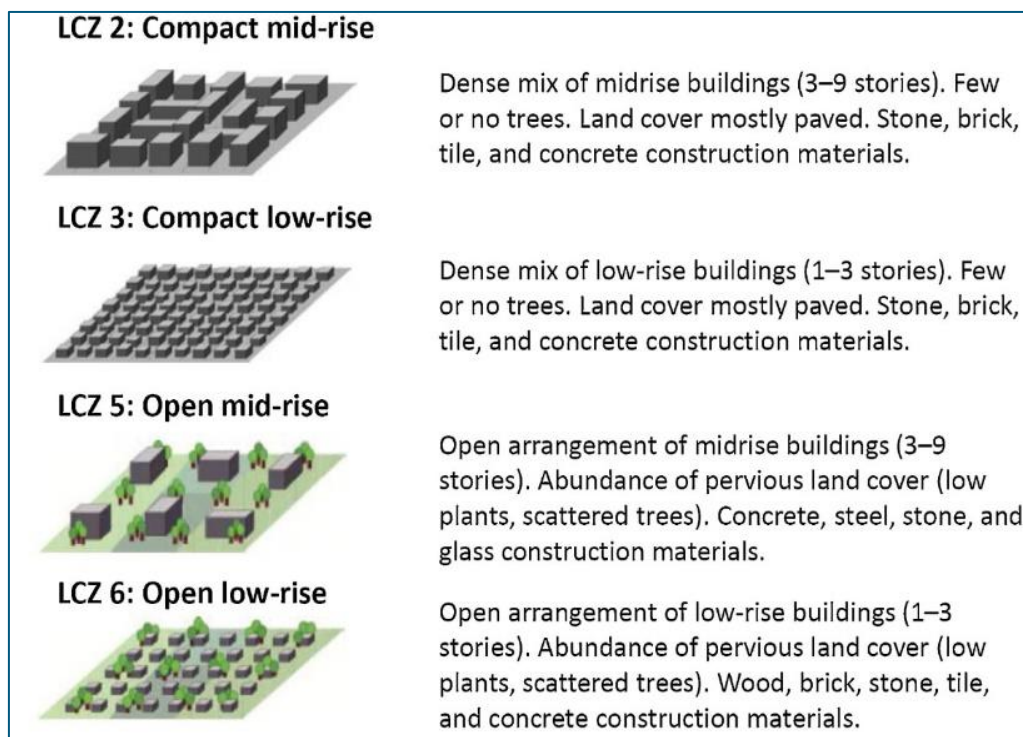 LCZ 2: Compact mid-rise
Dense mix of midrise buildings (3–9 stories). Few
or no trees. Land cover mostly paved. Stone, brick,
tile, and concrete construction materials.
LCZ 3: Compact low-rise
Dense mix of low-rise buildings (1–3 stories). Few
or no trees. Land cover mostly paved. Stone, brick,
tile, and concrete construction materials.
LCZ 5: Open mid-rise
Open arrangement of midrise buildings (3–9
stories). Abundance of pervious land cover (low
plants, scattered trees). Concrete, steel, stone, and
glass construction materials.
LCZ 6: Open low-rise
Open arrangement of low-rise buildings (1–3
stories). Abundance of pervious land cover (low
plants, scattered trees). Wood, brick, stone, tile,
and concrete construction materials.